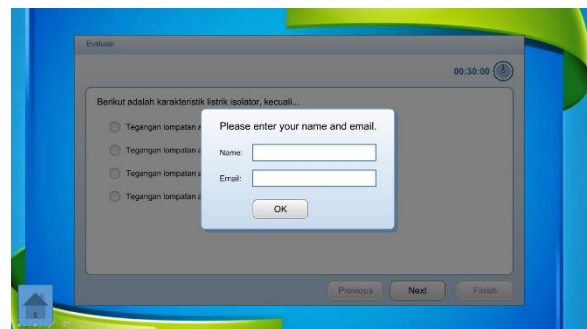 Evaluasi
00:30:00
Berikut adalah karakteristik listrik isolator, kecuali...
Tegangan lompatan
Tegangan lompatan
Tegangan lompatan
Tegangan lompatan
Please enter your name and email.
Name:
Email:
OK
Previous
Next
Finish